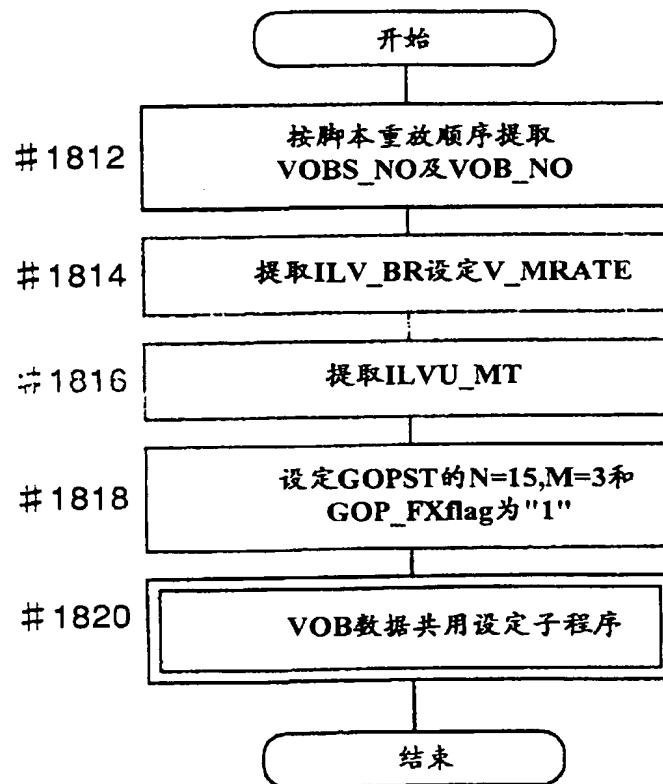 开始
#1812
按脚本重放顺序提取
VOBS_NO及VOB_NO
#1814
提取ILV_BR设定V_MRATE
#1816
提取ILVU_MT
#1818
设定GOPST的N=15,M=3和
GOP_FXflag为"1"
#1820
VOB数据共用设定子程序
结束